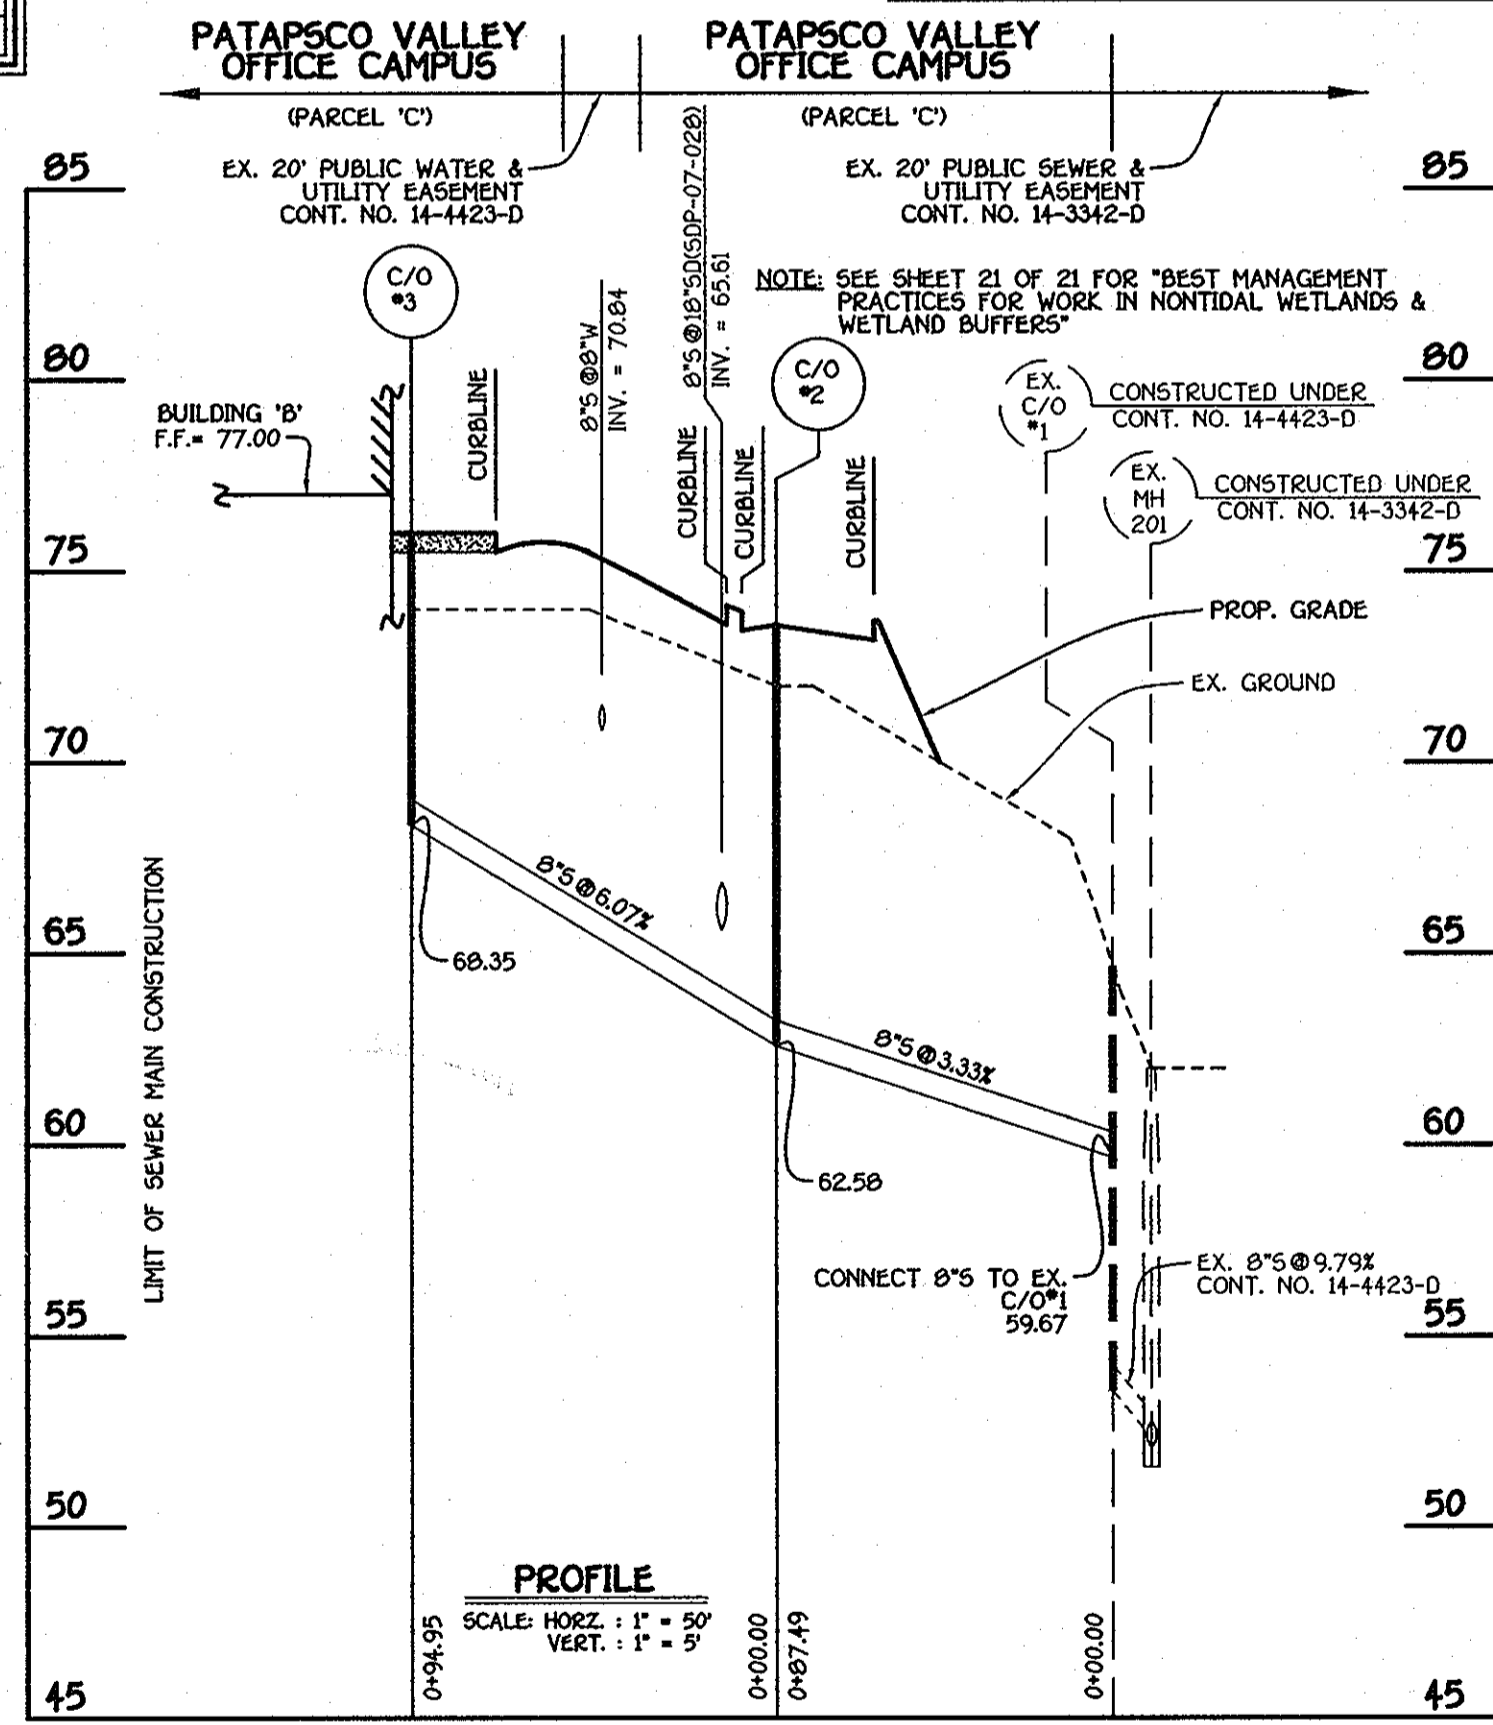 PATAPSCO VALLEY
OFFICE CAMPUS
(PARCEL 'C')
PATAPSCO VALLEY
OFFICE CAMPUS
(PARCEL 'C')
EX. 20' PUBLIC WATER &
UTILITY EASEMENT
CONT. NO. 14-4423-D
EX. 20' PUBLIC SEWER &
UTILITY EASEMENT
CONT. NO. 14-3342-D
NOTE: SEE SHEET 21 OF 21 FOR "BEST MANAGEMENT
PRACTICES FOR WORK IN NONTIDAL WETLANDS &
WETLAND BUFFERS"
85
80
75
70
65
60
55
50
45
85
80
75
70
65
60
55
50
45
C/O
#3
8"S @8"W
INV. = 70.84
8"S @18"SD(SDP-07-028)
INV. = 65.61
C/O
#2
EX.
C/O
#1
CONSTRUCTED UNDER
CONT. NO. 14-4423-D
EX.
MH
201
CONSTRUCTED UNDER
CONT. NO. 14-3342-D
BUILDING 'B'
F.F.= 77.00
CURBLINE
CURBLINE
CURBLINE
CURBLINE
PROP. GRADE
EX. GROUND
LIMIT OF SEWER MAIN CONSTRUCTION
8"S @6.07%
68.35
8"S @3.33%
62.58
CONNECT 8"S TO EX.
C/O#1
59.67
EX. 8"S @9.79%
CONT. NO. 14-4423-D
PROFILE
SCALE: HORZ. : 1" = 50'
VERT. : 1" = 5'
0+94.95
0+00.00
0+87.49
0+00.00